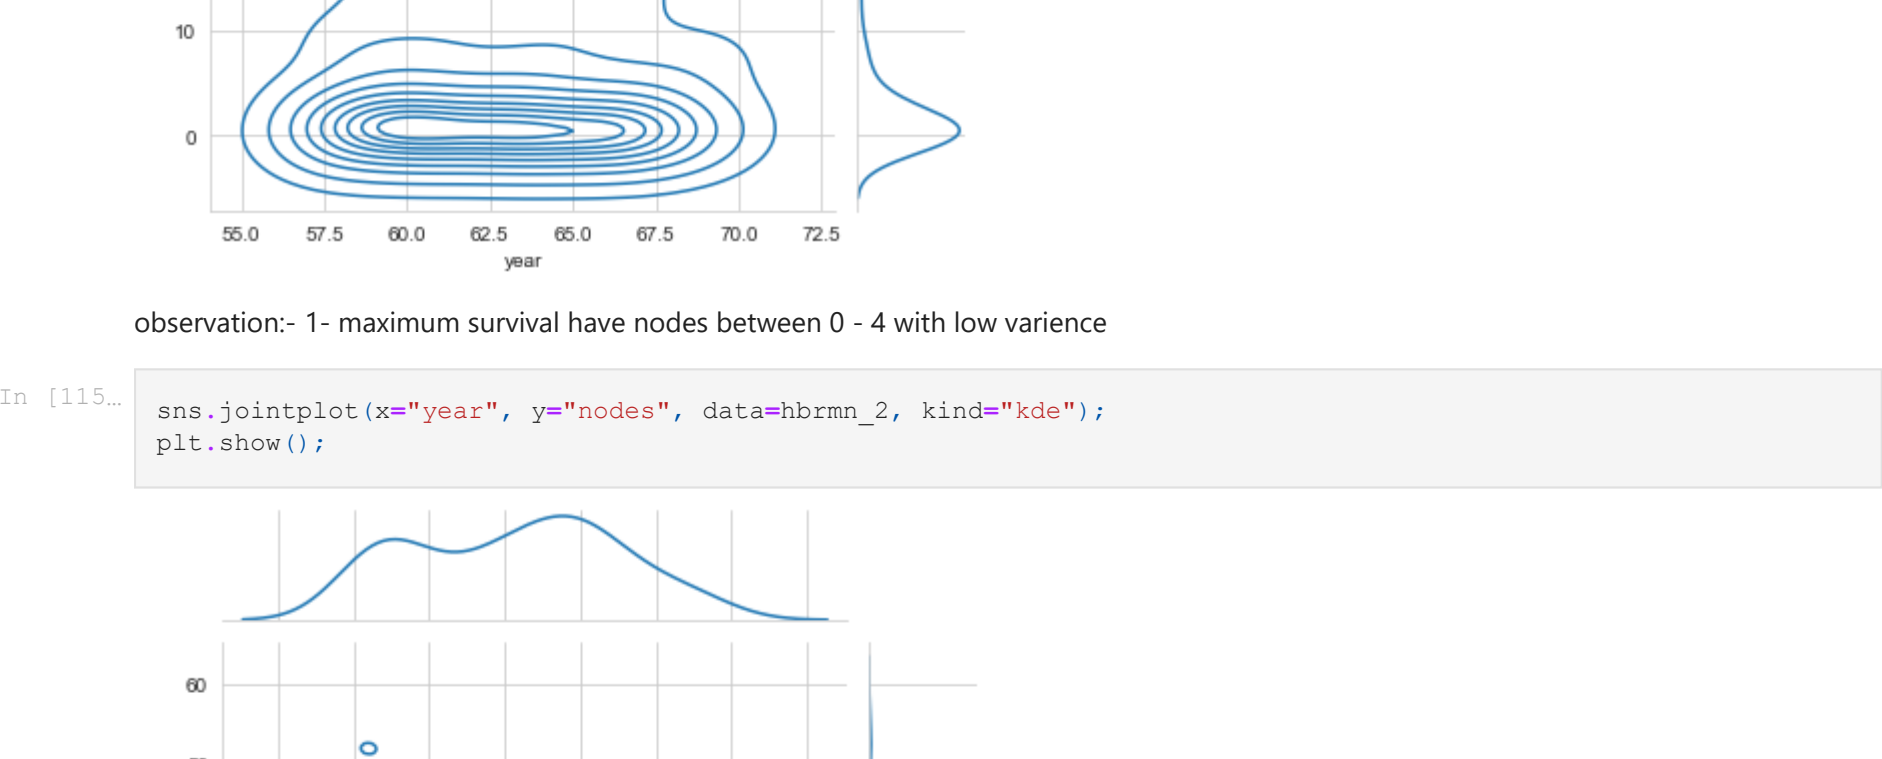 10
0
55.0 57.5 60.0 62.5 65.0 67.5 70.0 72.5
year
observation:- 1- maximum survival have nodes between 0 - 4 with low varience
In [115…
sns.jointplot(x="year", y="nodes", data=hbrmn_2, kind="kde");
plt.show();
60